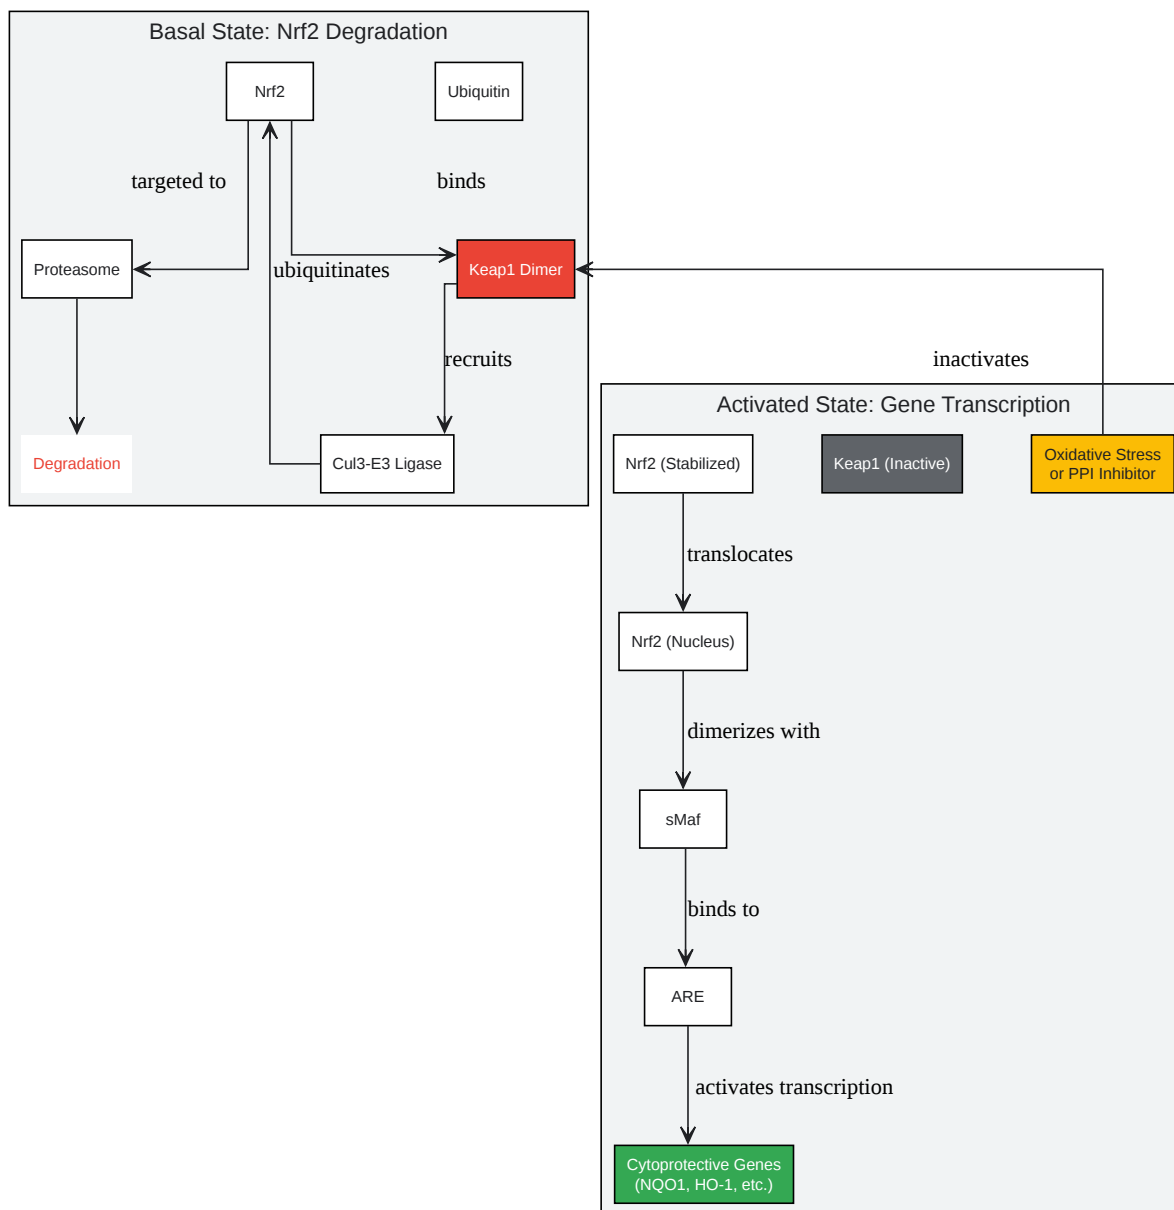 Basal State: Nrf2 Degradation
Nrf2
Ubiquitin
targeted to
binds
Proteasome
ubiquitinates
Keap1 Dimer
recruits
inactivates
Degradation
Cul3-E3 Ligase
Activated State: Gene Transcription
Nrf2 (Stabilized)
Keap1 (Inactive)
Oxidative Stress
or PPI Inhibitor
translocates
Nrf2 (Nucleus)
dimerizes with
sMaf
binds to
ARE
activates transcription
Cytoprotective Genes
(NQO1, HO-1, etc.)